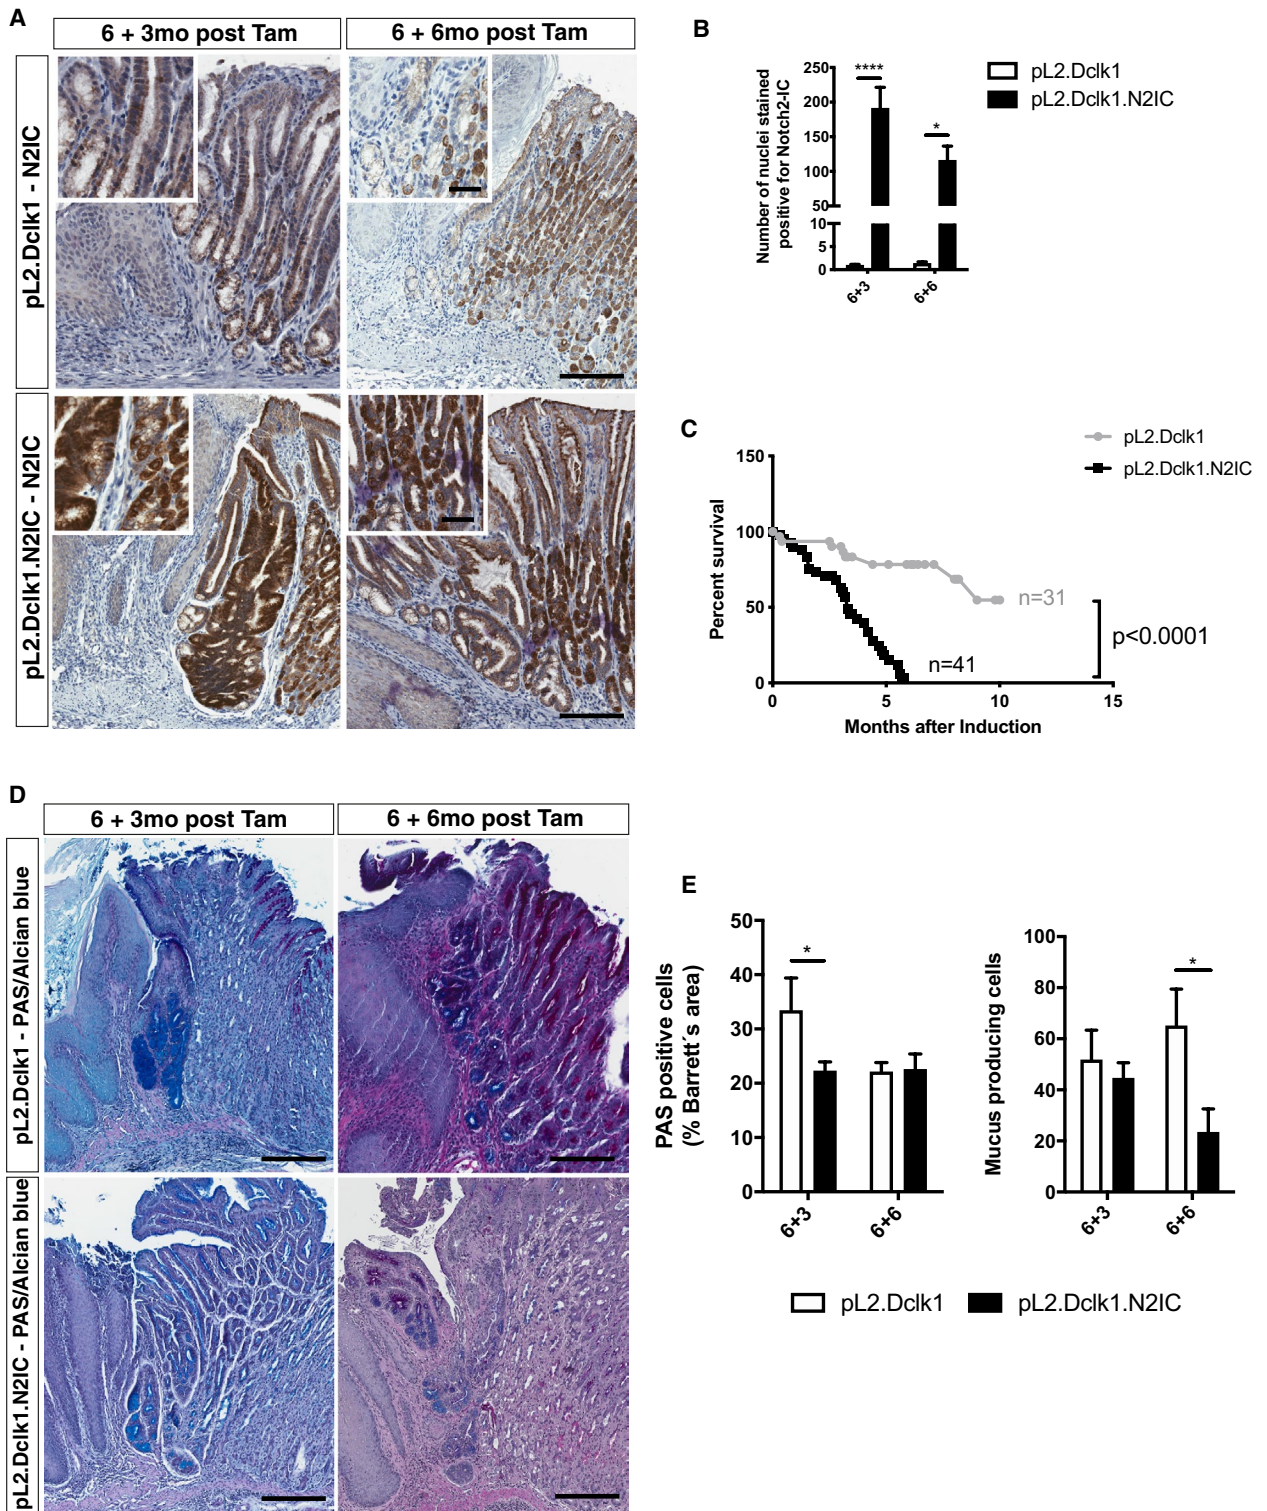 A
6 + 3mo post Tam
6 + 6mo post Tam
pL2.Dclk1 - N2IC
pL2.Dclk1.N2IC - N2IC
B
Number of nuclei stained
positive for Notch2-IC
250
200
150
100
50
10
5
0
****
*
6+3
6+6
pL2.Dclk1
pL2.Dclk1.N2IC
C
Percent survival
150
100
50
0
0
5
10
15
Months after Induction
pL2.Dclk1
pL2.Dclk1.N2IC
n=31
n=41
p<0.0001
D
6 + 3mo post Tam
6 + 6mo post Tam
pL2.Dclk1 - PAS/Alcian blue
pL2.Dclk1.N2IC - PAS/Alcian blue
E
PAS positive cells
(% Barrett´s area)
50
40
30
20
10
0
*
6+3
6+6
Mucus producing cells
100
80
60
40
20
0
*
6+3
6+6
pL2.Dclk1
pL2.Dclk1.N2IC